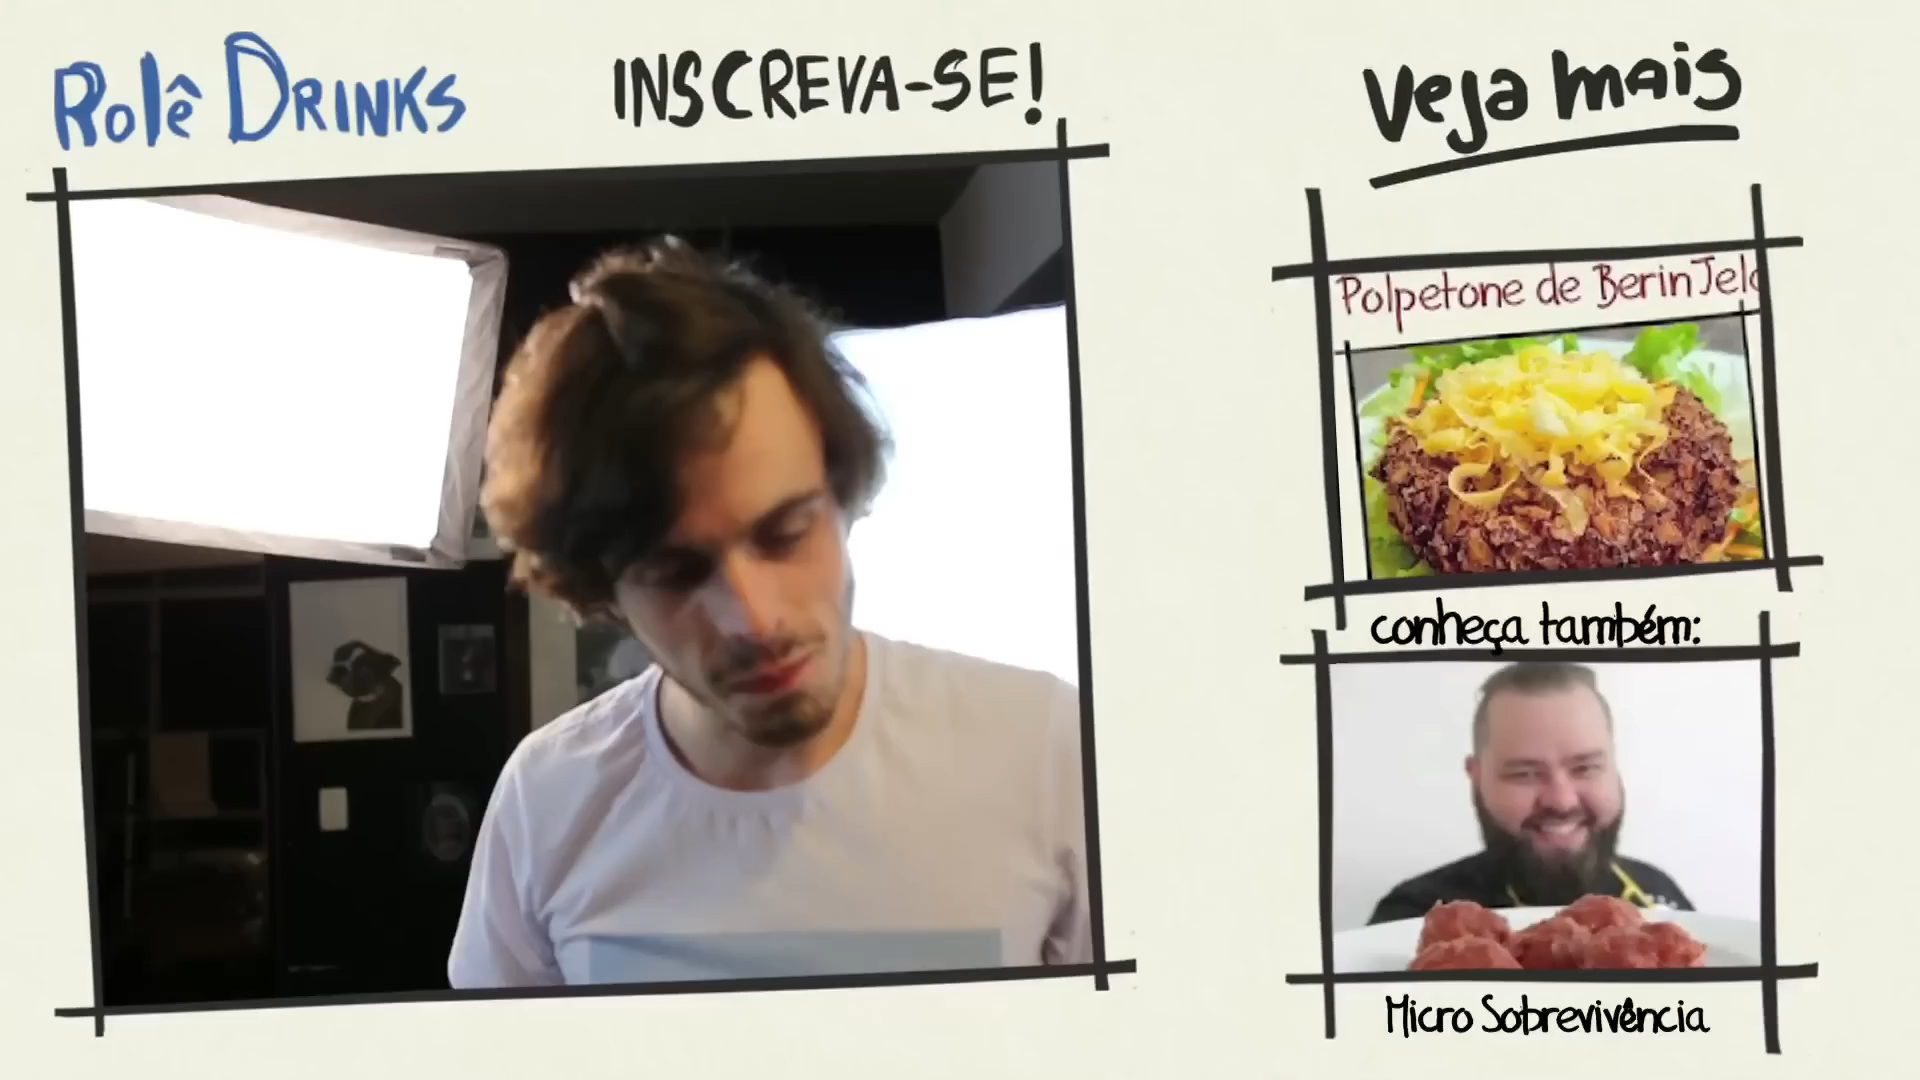 Rolê Drinks
INSCREVA-SE!
Veja mais
Polpetone de BerinJela
conheça também:
Micro Sobrevivência